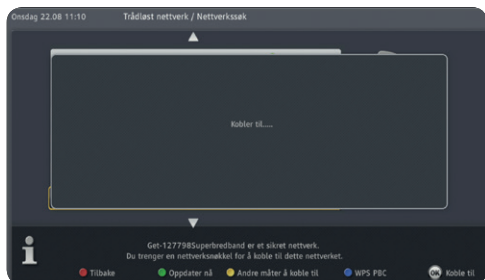 Onsdag 22.08 11:10 Trådløst nettverk / Nettverkssøk
Kobler til.....
Get-127798Superbredband er et sikret nettverk.
Du trenger en nettverksnøkkel for å koble til dette nettverket.
Tilbake Oppdater nå Andre måter å koble til WPS PBC OK Koble til